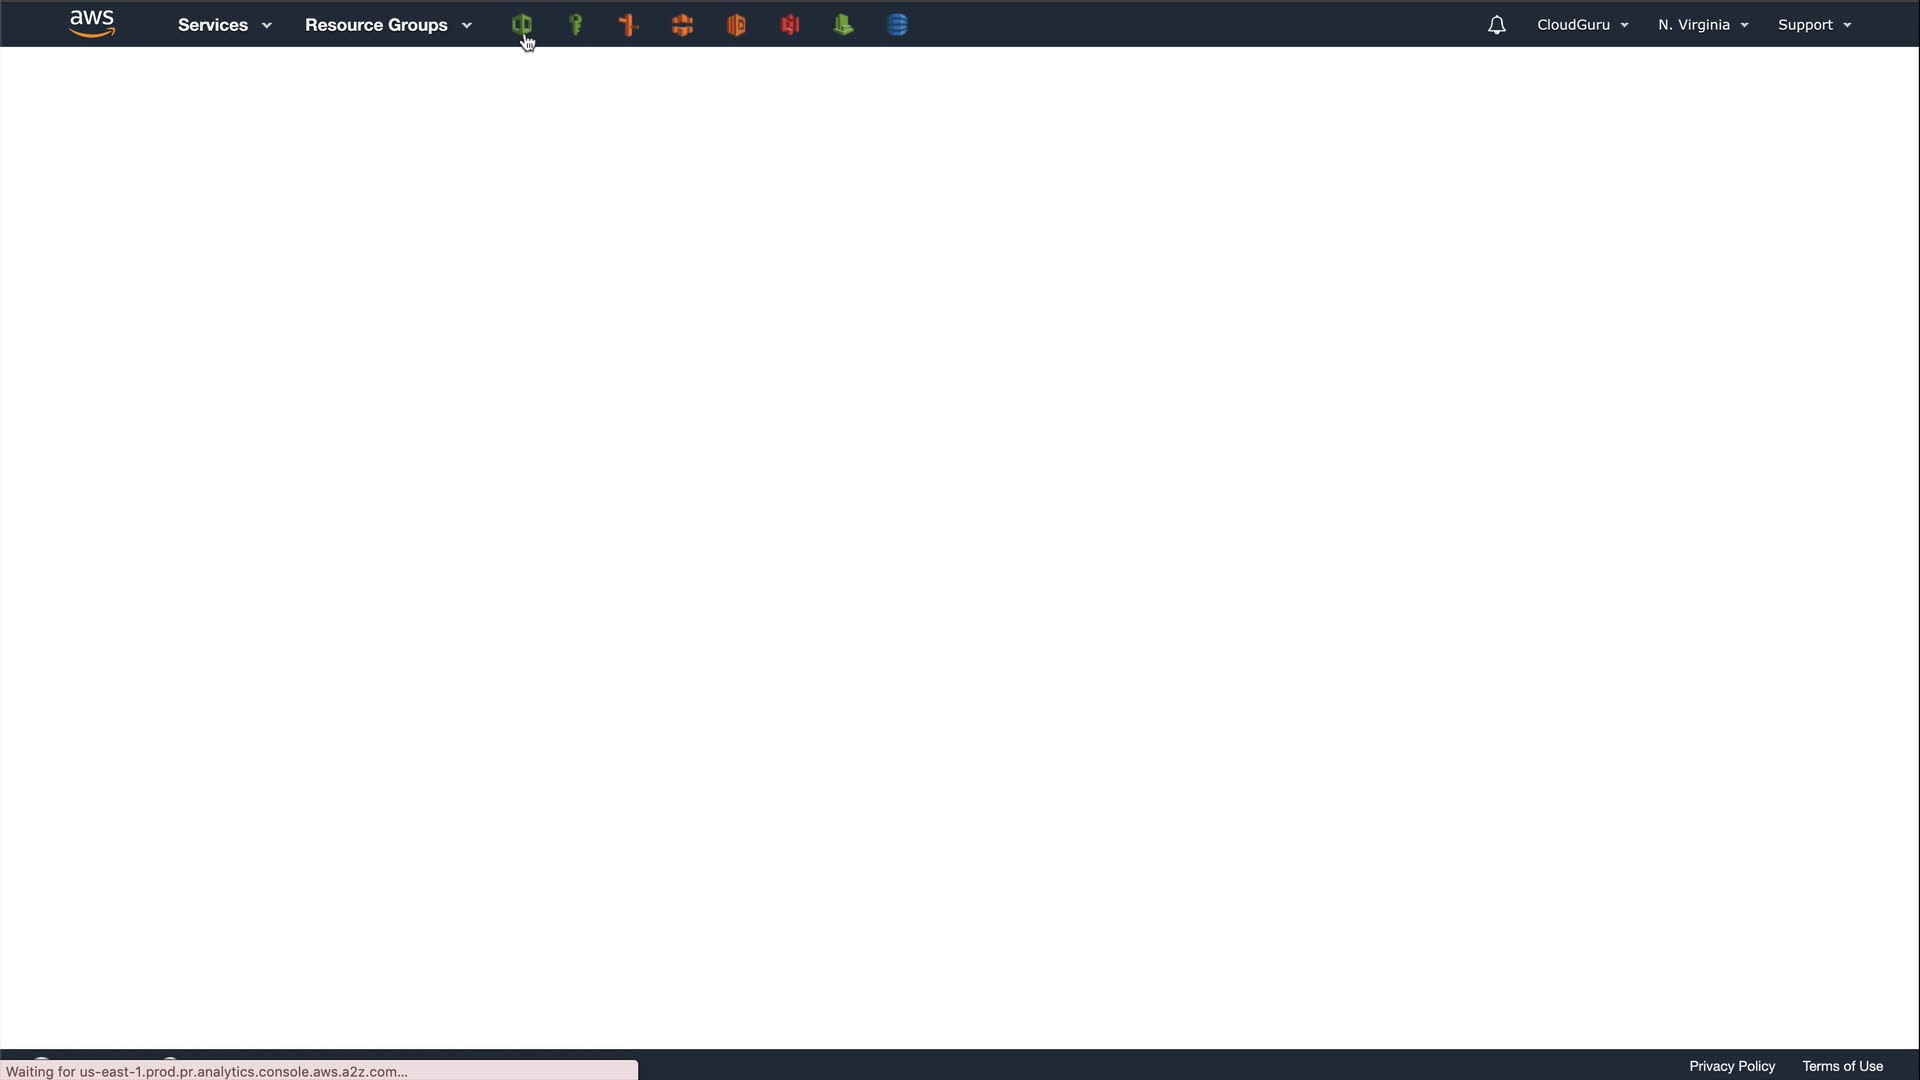 aws Services Resource Groups CloudGuru N. Virginia Support
Waiting for us-east-1.prod.pr.analytics.console.aws.a2z.com...
Privacy Policy Terms of Use